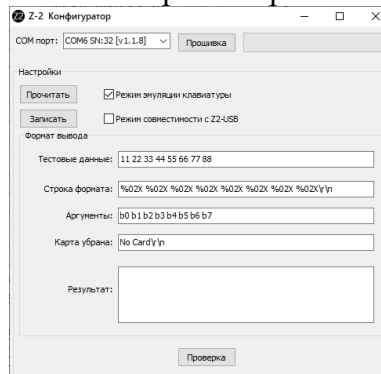 Z-2 Конфигуратор
COM порт: COM6 SN:32 [v1.1.8] Прошивка
Настройки
Прочитать Режим эмуляции клавиатуры
Записать Режим совместимости с Z2-USB
Формат вывода
Тестовые данные: 11 22 33 44 55 66 77 88
Строка формата: %02X %02X %02X %02X %02X %02X %02X %02X\r\n
Аргументы: b0 b1 b2 b3 b4 b5 b6 b7
Карта убрана: No Card\r\n
Результат:
Проверка